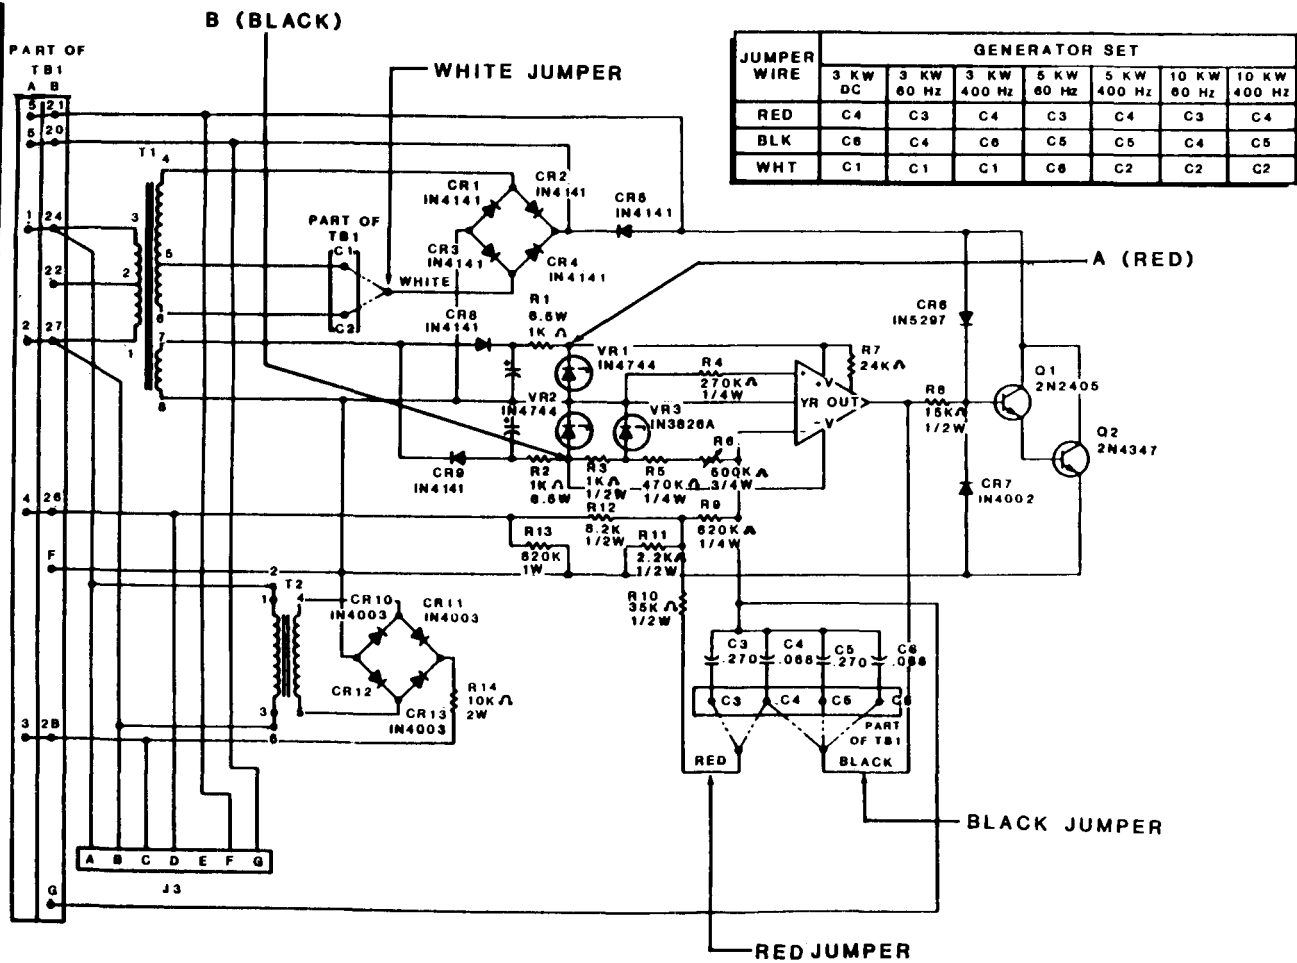 B (BLACK)
PART OF
TB1
A B
WHITE JUMPER
JUMPER WIRE GENERATOR SET
3 KW DC 3 KW 60 Hz 3 KW 400 Hz 5 KW 60 Hz 5 KW 400 Hz 10 KW 60 Hz 10 KW 400 Hz
RED C4 C3 C4 C3 C4 C3 C4
BLK C6 C4 C6 C5 C5 C4 C5
WHT C1 C1 C1 C6 C2 C2 C2
5 21
5 20
T1
4
CR1
IN4141
CR2
IN4141
CR5
IN4141
1 24
3
PART OF
TB1
C1
CR3
IN4141
CR4
IN4141
5
A (RED)
22
2
WHITE
6
C2
2 27
1
7
CR8
IN4141
R1
6.5W
1K Ω
CR6
IN5297
VR1
IN4744
R4
270K Ω
1/4W
+
+V
R7
24K Ω
Q1
2N2405
8
VR2
IN4744
VR3
IN3826A
YR OUT
R8
15K Ω
1/2W
-
-V
Q2
2N4347
CR9
IN4141
R2
1K Ω
6.5W
R3
1K Ω
1/2W
R5
470K Ω
1/4W
R6
500K Ω
3/4W
CR7
IN4002
4 26
R12
8.2K
1/2W
R9
620K Ω
1/4W
R13
620K
1W
R11
2.2K Ω
1/2W
F
2
T2
1
4
CR10
IN4003
CR11
IN4003
R10
35K Ω
1/2W
C3
.270
C4
.068
C5
.270
C6
.068
CR12
CR13
IN4003
R14
10K Ω
2W
3
5
6
C3 C4 C5 C6
PART
OF TB1
3 2B
RED
BLACK
BLACK JUMPER
A B C D E F G
J3
G
RED JUMPER